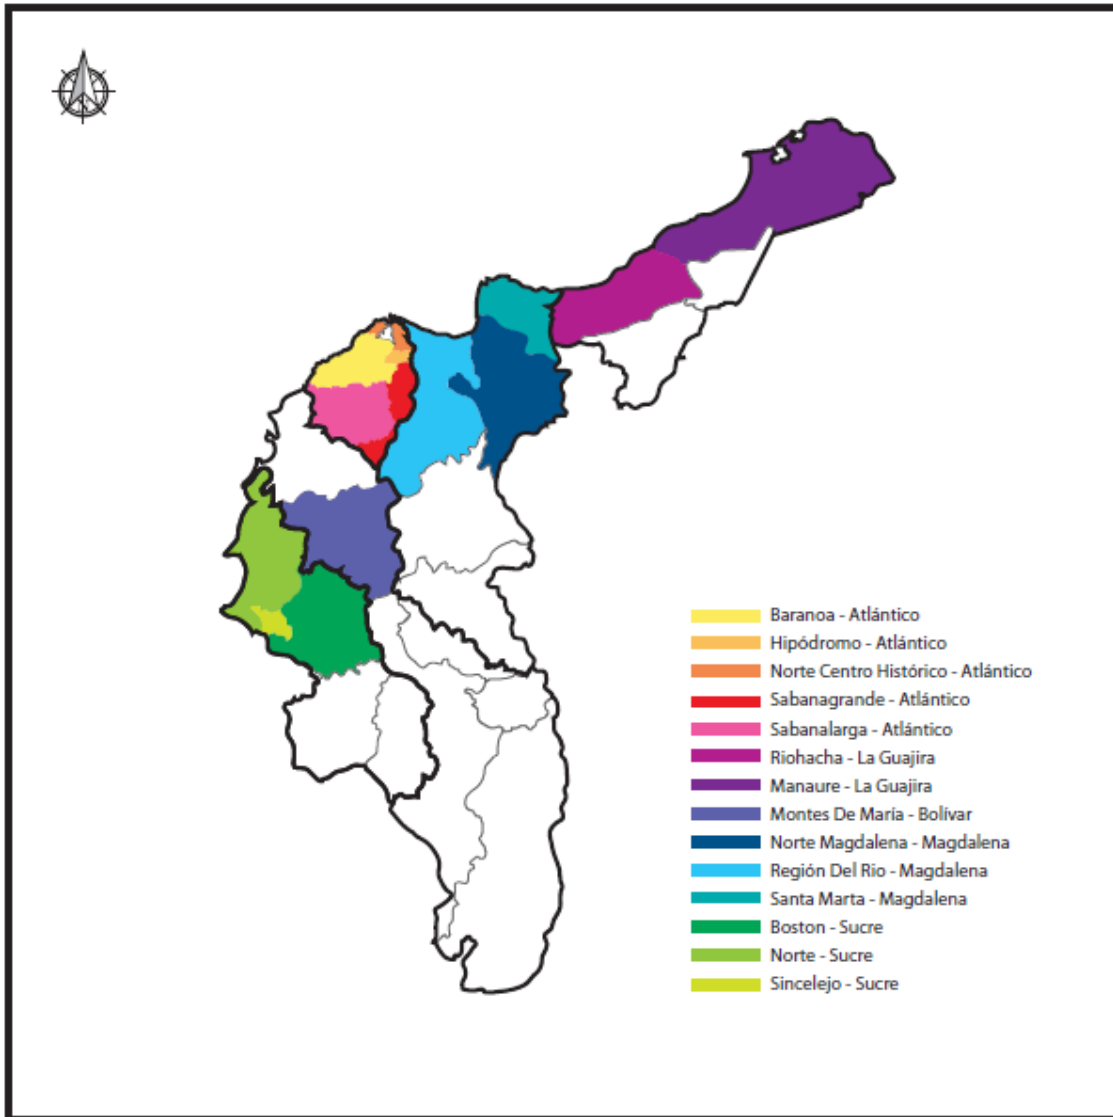 Baranoa - Atlántico
Hipódromo - Atlántico
Norte Centro Histórico - Atlántico
Sabanagrande - Atlántico
Sabanalarga - Atlántico
Riohacha - La Guajira
Manaure - La Guajira
Montes De María - Bolívar
Norte Magdalena - Magdalena
Región Del Rio - Magdalena
Santa Marta - Magdalena
Boston - Sucre
Norte - Sucre
Sincelejo - Sucre